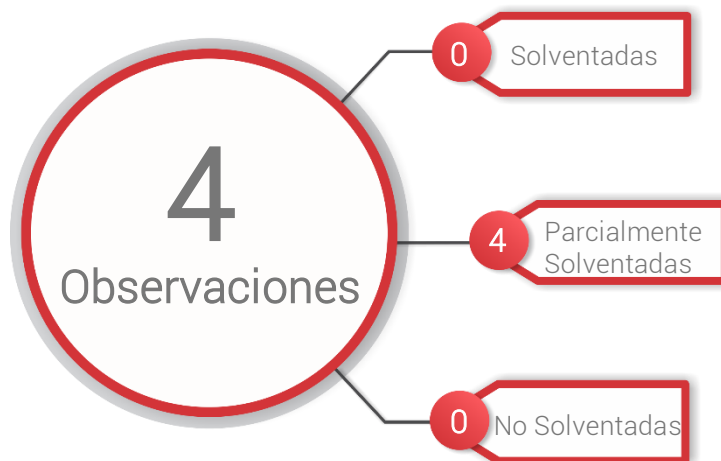 4
Observaciones
0
Solventadas
4
Parcialmente
Solventadas
0
No Solventadas